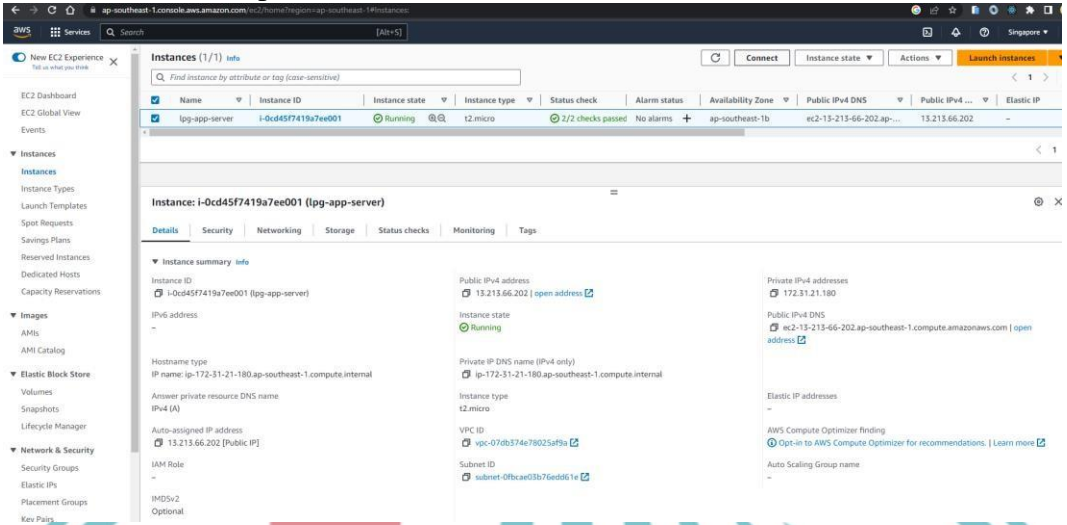 ap-southeast-1.console.aws.amazon.com/ec2/home?region=ap-southeast-1#Instances:
aws Services Search [Alt+S] Singapore
New EC2 Experience
Tell us what you think
EC2 Dashboard
EC2 Global View
Events
Instances
Instances
Instance Types
Launch Templates
Spot Requests
Savings Plans
Reserved Instances
Dedicated Hosts
Capacity Reservations
Images
AMIs
AMI Catalog
Elastic Block Store
Volumes
Snapshots
Lifecycle Manager
Network & Security
Security Groups
Elastic IPs
Placement Groups
Key Pairs
Instances (1/1) Info
Connect Instance state Actions Launch instances
Find instance by attribute or tag (case-sensitive)
< 1 >
Name Instance ID Instance state Instance type Status check Alarm status Availability Zone Public IPv4 DNS Public IPv4 ... Elastic IP
lpg-app-server i-0cd45f7419a7ee001 Running t2.micro 2/2 checks passed No alarms + ap-southeast-1b ec2-13-213-66-202.ap-... 13.213.66.202 –
< 1
Instance: i-0cd45f7419a7ee001 (lpg-app-server)
Details Security Networking Storage Status checks Monitoring Tags
Instance summary Info
Instance ID
i-0cd45f7419a7ee001 (lpg-app-server)
Public IPv4 address
13.213.66.202 | open address
Private IPv4 addresses
172.31.21.180
IPv6 address
–
Instance state
Running
Public IPv4 DNS
ec2-13-213-66-202.ap-southeast-1.compute.amazonaws.com | open
address
Hostname type
IP name: ip-172-31-21-180.ap-southeast-1.compute.internal
Private IP DNS name (IPv4 only)
ip-172-31-21-180.ap-southeast-1.compute.internal
Answer private resource DNS name
IPv4 (A)
Instance type
t2.micro
Elastic IP addresses
–
Auto-assigned IP address
13.213.66.202 [Public IP]
VPC ID
vpc-07db374e78025af9a
AWS Compute Optimizer finding
Opt-in to AWS Compute Optimizer for recommendations. | Learn more
IAM Role
–
Subnet ID
subnet-0fbcae03b76edd61e
Auto Scaling Group name
–
IMDSv2
Optional